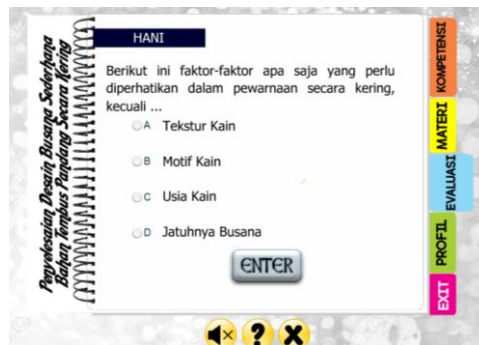 Penyelesaian Desain Busana Sederhana
Bahan Tembus Pandang Secara Kering
HANI
Berikut ini faktor-faktor apa saja yang perlu
diperhatikan dalam pewarnaan secara kering,
kecuali ...
A Tekstur Kain
B Motif Kain
C Usia Kain
D Jatuhnya Busana
ENTER
KOMPETENSI
MATERI
EVALUASI
PROFIL
EXIT
?
X